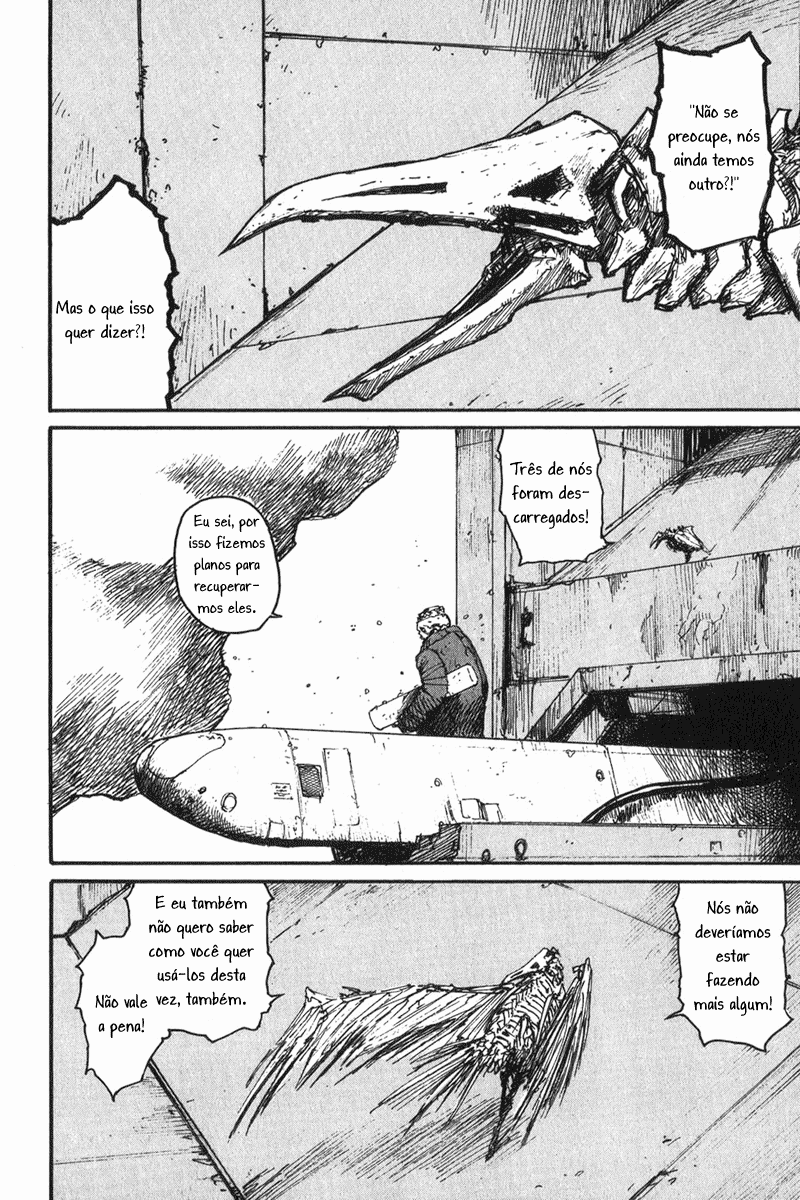 "Não se
preocupe, nós
ainda temos
outro?!"
Mas o que isso
quer dizer?!
Três de nós
foram des-
carregados!
Eu sei, por
isso fizemos
planos para
recuperar-
mos eles.
Nós não
deveríamos
estar
fazendo
mais algum!
E eu também
não quero saber
como você quer
usá-los desta
vez, também.
Não vale
a pena!